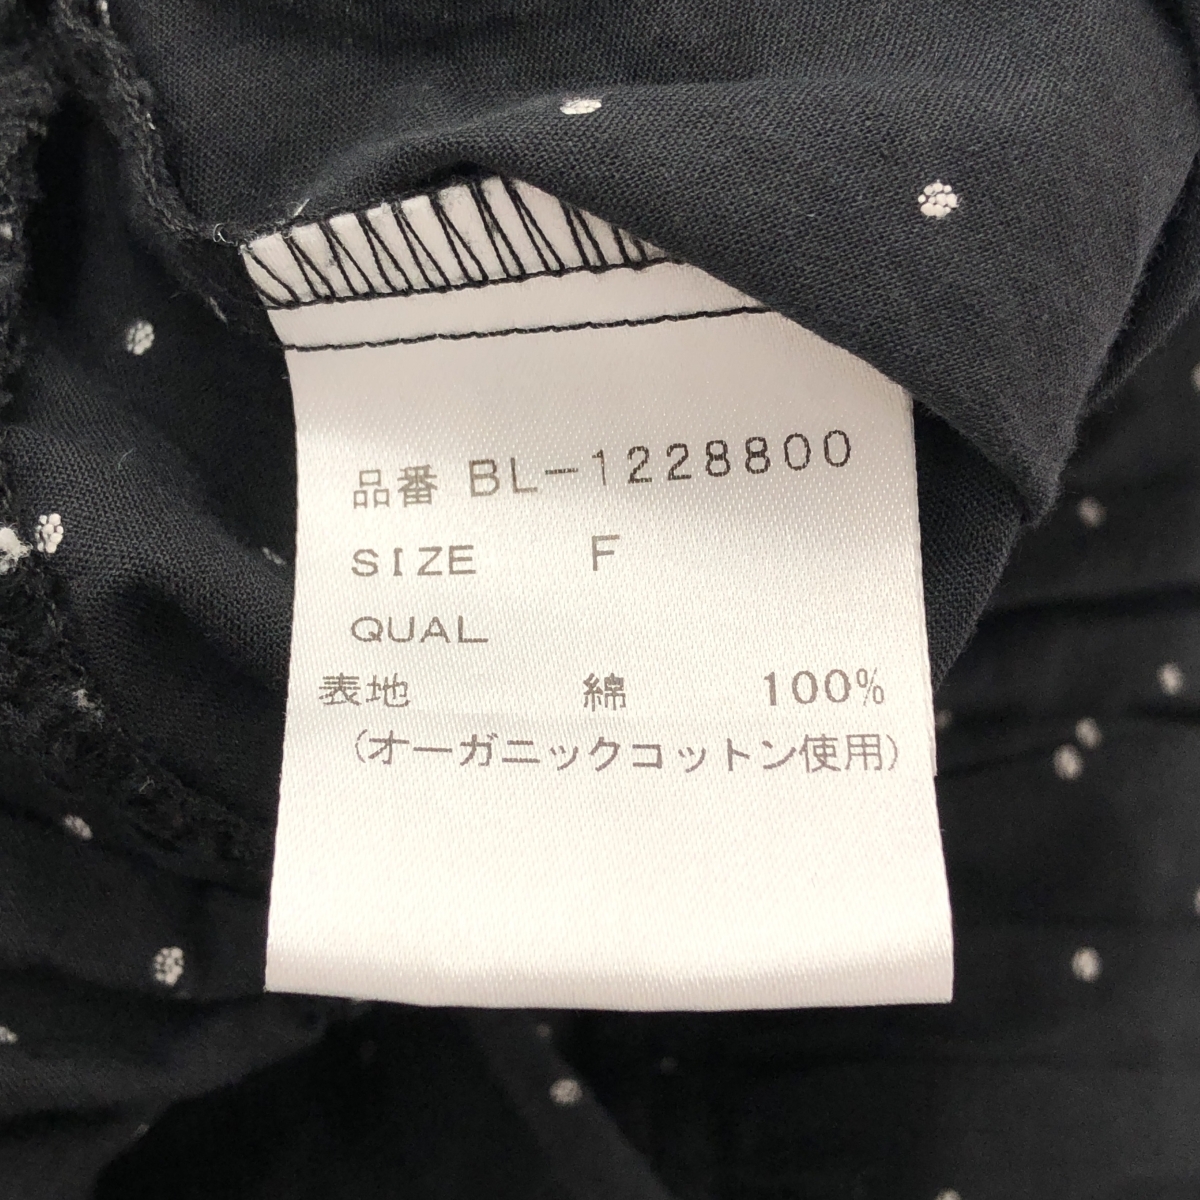 品番 BL-1228800
SIZE F
QUAL
表地 綿 100%
(オーガニックコットン使用)